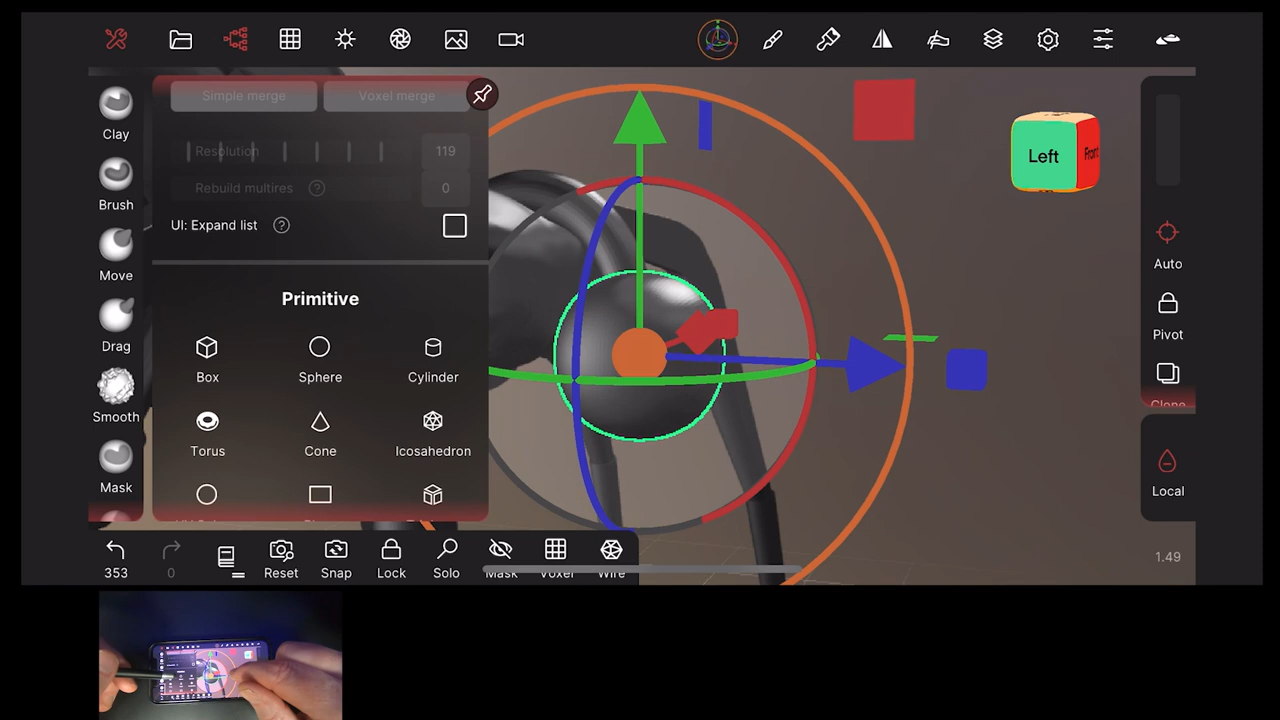 Simple merge
Voxel merge
Resolution 119
Rebuild multires ? 0
UI: Expand list ?
Primitive
Box
Sphere
Cylinder
Torus
Cone
Icosahedron
Clay
Brush
Move
Drag
Smooth
Mask
353
0
Reset
Snap
Lock
Solo
Mask
Voxel
Wire
Left
Front
Auto
Pivot
Clone
Local
1.49